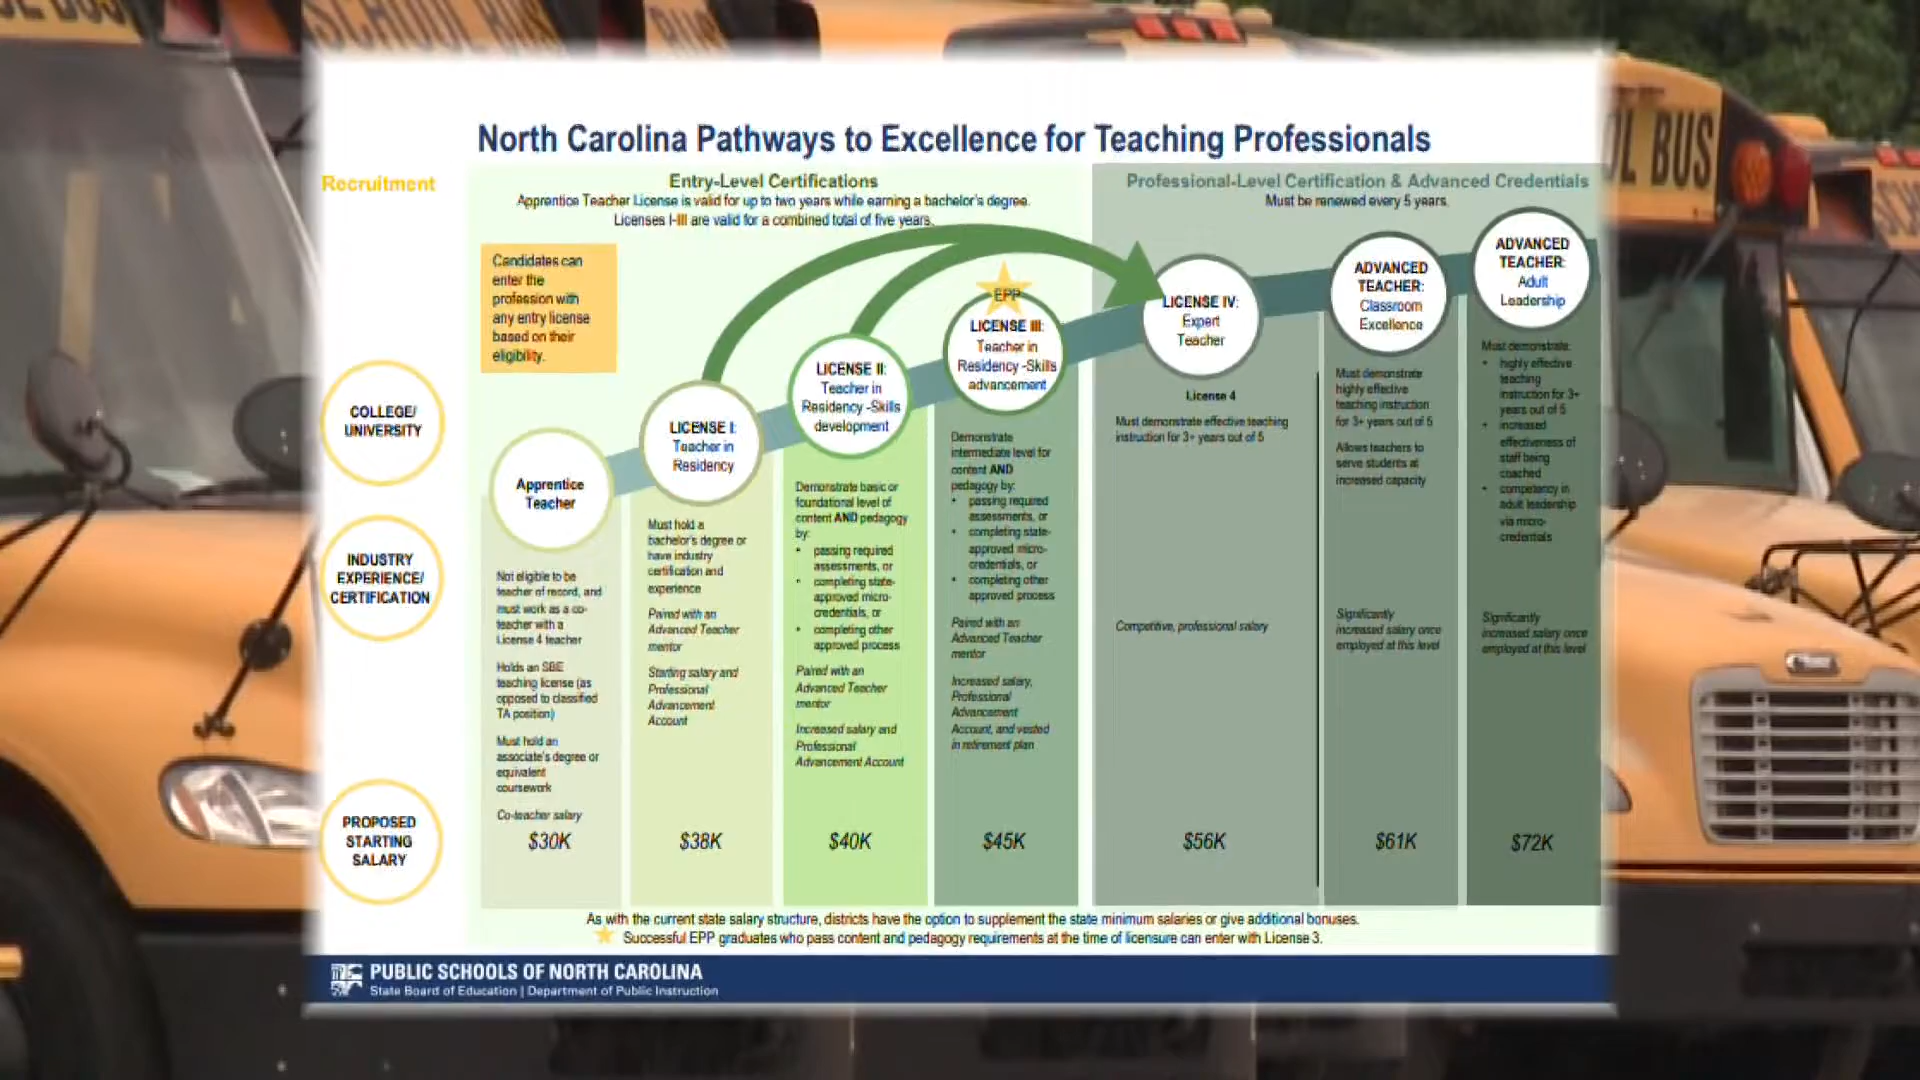 SCHOOL BUS
BUS
OL BUS
North Carolina Pathways to Excellence for Teaching Professionals
Recruitment
Entry-Level Certifications
Apprentice Teacher License is valid for up to two years while earning a bachelor's degree.
Licenses I-III are valid for a combined total of five years.
Professional-Level Certification & Advanced Credentials
Must be renewed every 5 years.
Candidates can
enter the
profession with
any entry license
based on their
eligibility.
COLLEGE/
UNIVERSITY
INDUSTRY
EXPERIENCE/
CERTIFICATION
PROPOSED
STARTING
SALARY
Apprentice
Teacher
Not eligible to be
teacher of record, and
must work as a co-
teacher with a
License 4 teacher
Holds an SBE
teaching license (as
opposed to classified
TA position)
Must hold an
associate's degree or
equivalent
coursework
Co-teacher salary
$30K
LICENSE I:
Teacher in
Residency
Must hold a
bachelor's degree or
have industry
certification and
experience
Paired with an
Advanced Teacher
mentor
Starting salary and
Professional
Advancement
Account
$38K
LICENSE II:
Teacher in
Residency -Skills
development
Demonstrate basic or
foundational level of
content AND pedagogy
by:
• passing required
assessments, or
• completing state-
approved micro-
credentials, or
• completing other
approved process
Paired with an
Advanced Teacher
mentor
Increased salary and
Professional
Advancement Account
$40K
EPP
LICENSE III:
Teacher in
Residency -Skills
advancement
Demonstrate
intermediate level for
content AND
pedagogy by:
• passing required
assessments, or
• completing state-
approved micro-
credentials, or
• completing other
approved process
Paired with an
Advanced Teacher
mentor
Increased salary,
Professional
Advancement
Account, and vested
in retirement plan
$45K
LICENSE IV:
Expert
Teacher
License 4
Must demonstrate effective teaching
instruction for 3+ years out of 5
Competitive, professional salary
$56K
ADVANCED
TEACHER:
Classroom
Excellence
Must demonstrate
highly effective
teaching instruction
for 3+ years out of 5
Allows teachers to
serve students at
increased capacity
Significantly
increased salary once
employed at this level
$61K
ADVANCED
TEACHER:
Adult
Leadership
Must demonstrate:
• highly effective
teaching
instruction for 3+
years out of 5
• increased
effectiveness of
staff being
coached
• competency in
adult leadership
via micro-
credentials
Significantly
increased salary once
employed at this level
$72K
As with the current state salary structure, districts have the option to supplement the state minimum salaries or give additional bonuses.
Successful EPP graduates who pass content and pedagogy requirements at the time of licensure can enter with License 3.
PUBLIC SCHOOLS OF NORTH CAROLINA
State Board of Education | Department of Public Instruction